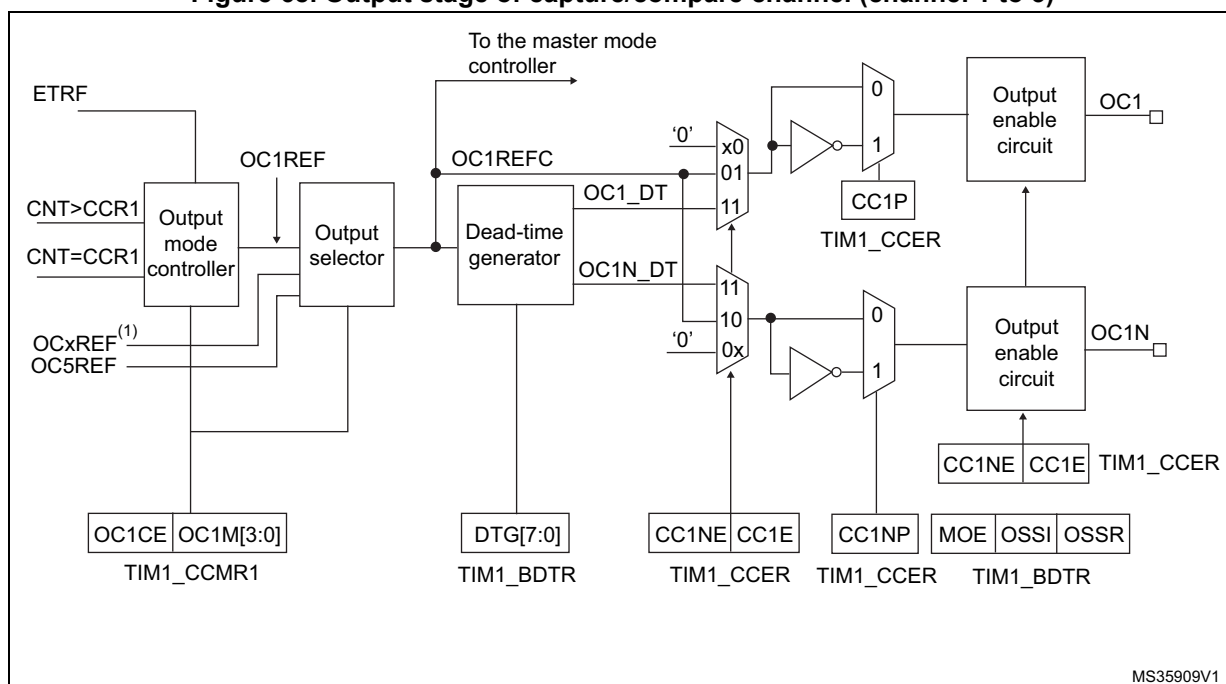 To the master mode
controller
ETRF
OC1REF
CNT>CCR1
CNT=CCR1
Output
mode
controller
Output
selector
OCxREF(1)
OC5REF
OC1REFC
Dead-time
generator
OC1_DT
OC1N_DT
'0'
x0
01
11
11
10
'0'
0x
0
1
CC1P
TIM1_CCER
0
1
Output
enable
circuit
OC1
Output
enable
circuit
OC1N
CC1NE CC1E TIM1_CCER
OC1CE OC1M[3:0]
TIM1_CCMR1
DTG[7:0]
TIM1_BDTR
CC1NE CC1E
TIM1_CCER
CC1NP
TIM1_CCER
MOE OSSI OSSR
TIM1_BDTR
MS35909V1